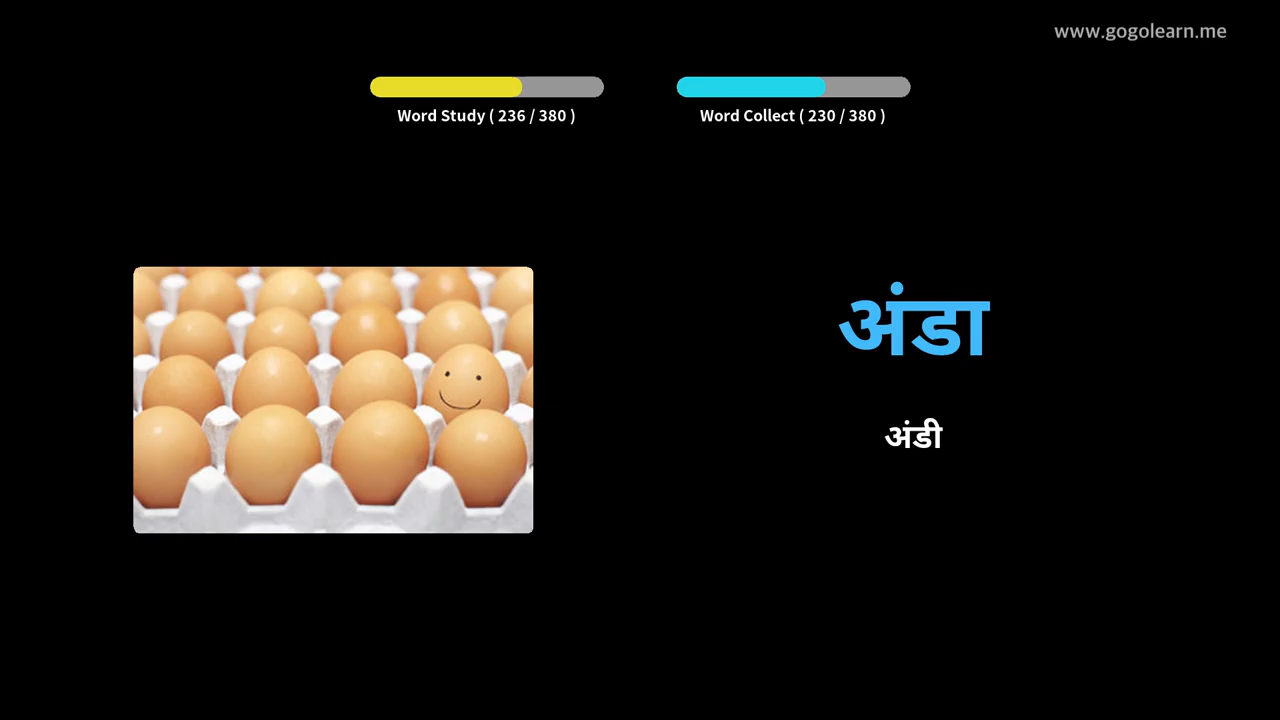 www.gogolearn.me
Word Study ( 236 / 380 )
Word Collect ( 230 / 380 )
अंडा
अंडी